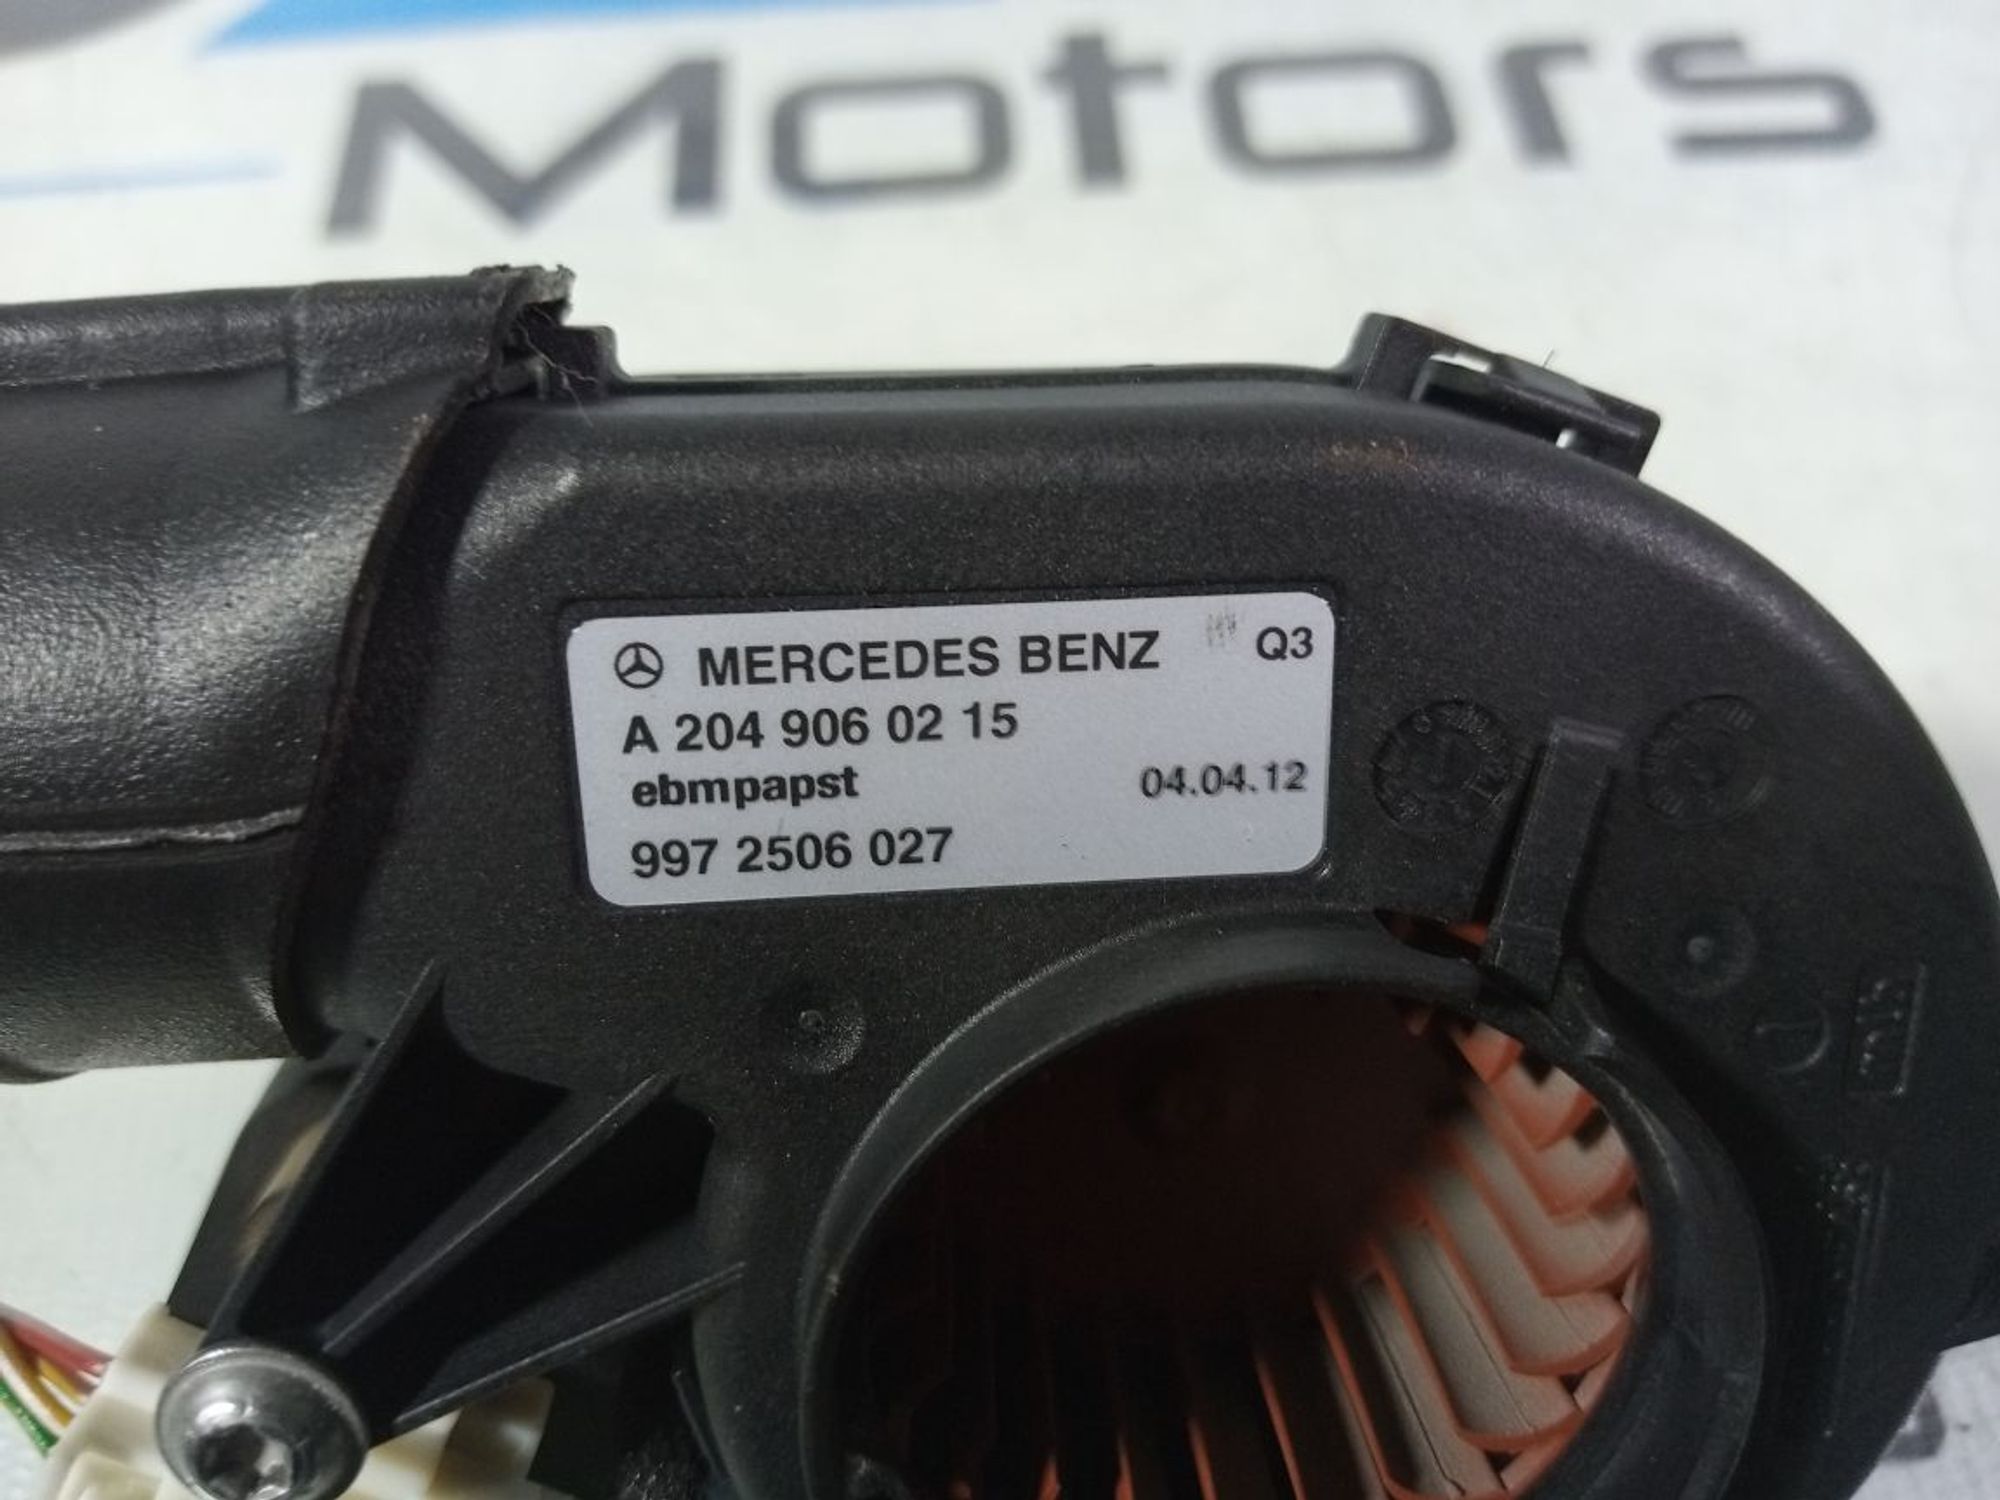 Motors
MERCEDES BENZ Q3
A 204 906 02 15
ebmpapst 04.04.12
997 2506 027